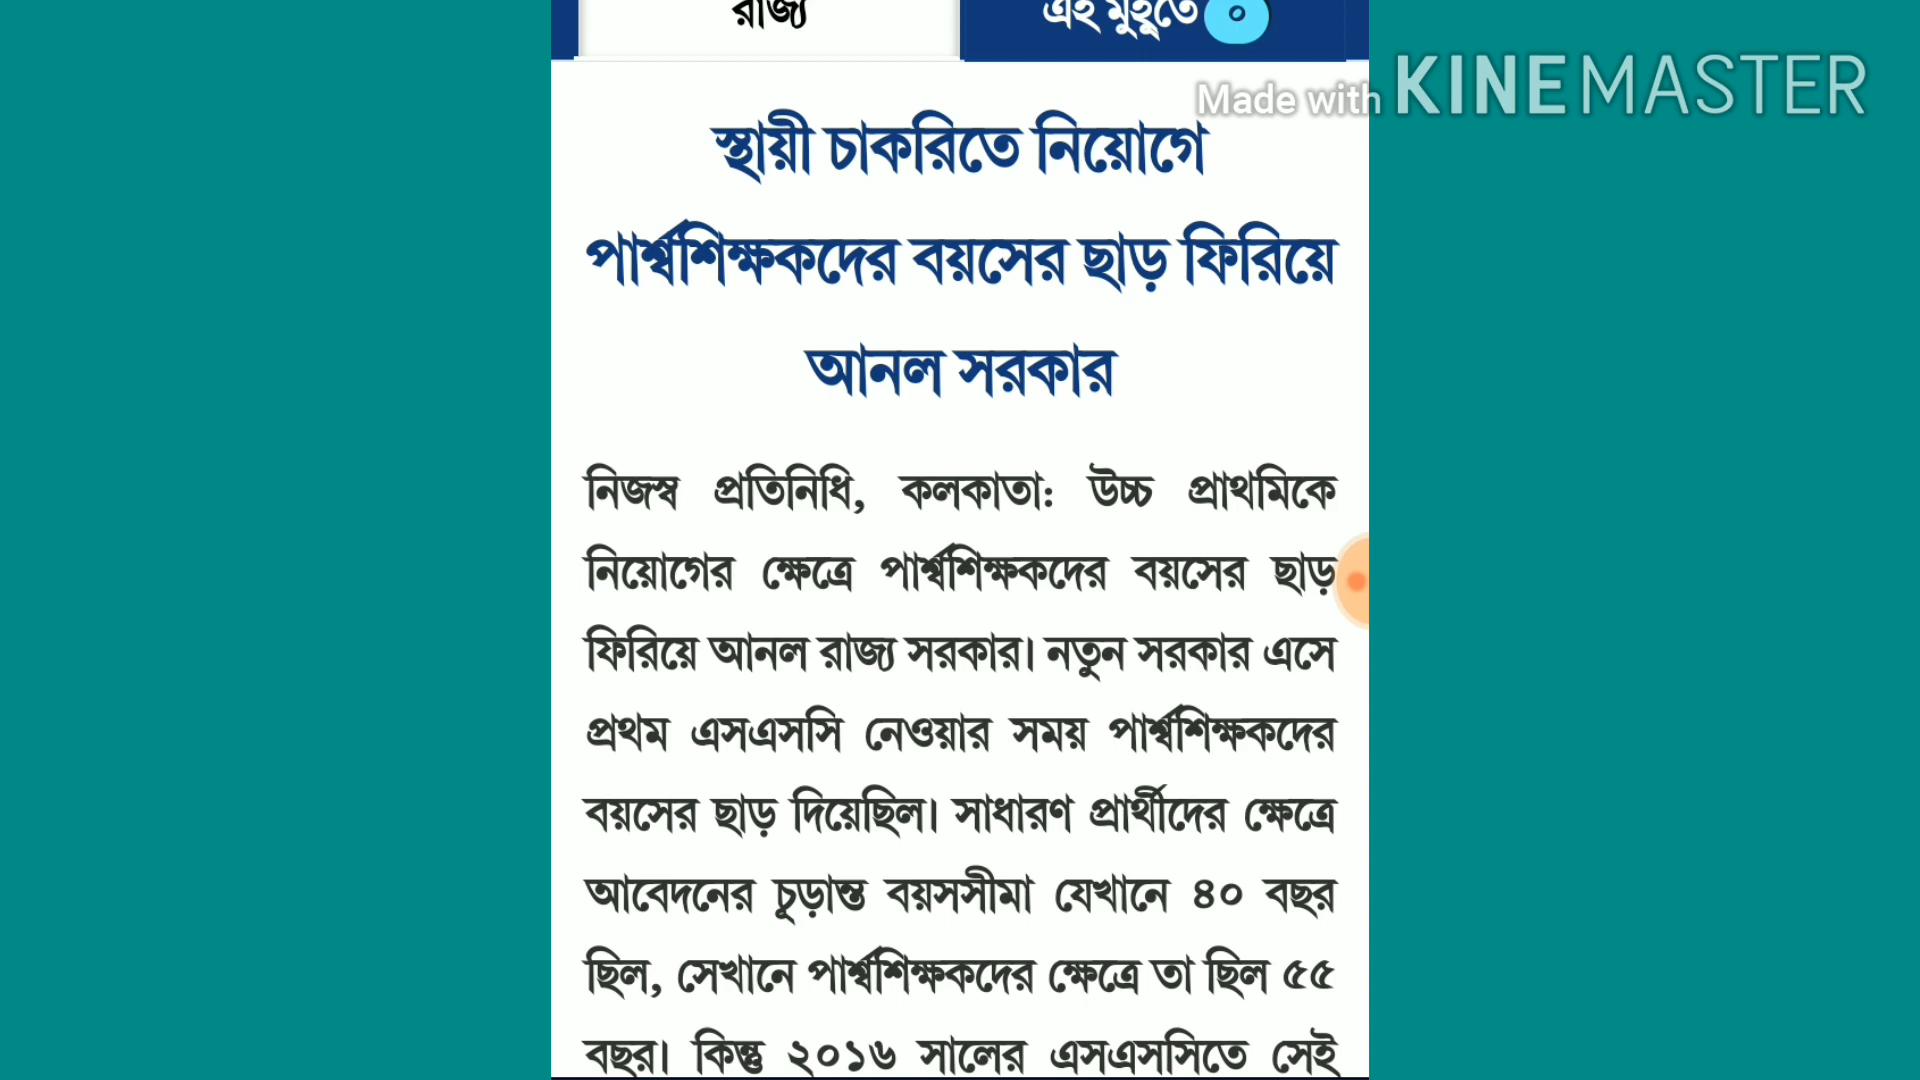 রাজ্য
এই মুহূর্তে ০
Made with KINEMASTER
স্থায়ী চাকরিতে নিয়োগে
পার্শ্বশিক্ষকদের বয়সের ছাড় ফিরিয়ে
আনল সরকার
নিজস্ব প্রতিনিধি, কলকাতা: উচ্চ প্রাথমিকে
নিয়োগের ক্ষেত্রে পার্শ্বশিক্ষকদের বয়সের ছাড়
ফিরিয়ে আনল রাজ্য সরকার। নতুন সরকার এসে
প্রথম এসএসসি নেওয়ার সময় পার্শ্বশিক্ষকদের
বয়সের ছাড় দিয়েছিল। সাধারণ প্রার্থীদের ক্ষেত্রে
আবেদনের চূড়ান্ত বয়সসীমা যেখানে ৪০ বছর
ছিল, সেখানে পার্শ্বশিক্ষকদের ক্ষেত্রে তা ছিল ৫৫
বছর। কিন্তু ২০১৬ সালের এসএসসিতে সেই